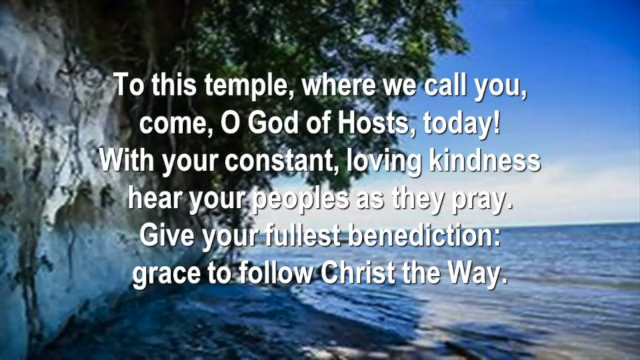 To this temple, where we call you,
come, O God of Hosts, today!
With your constant, loving kindness
hear your peoples as they pray.
Give your fullest benediction:
grace to follow Christ the Way.